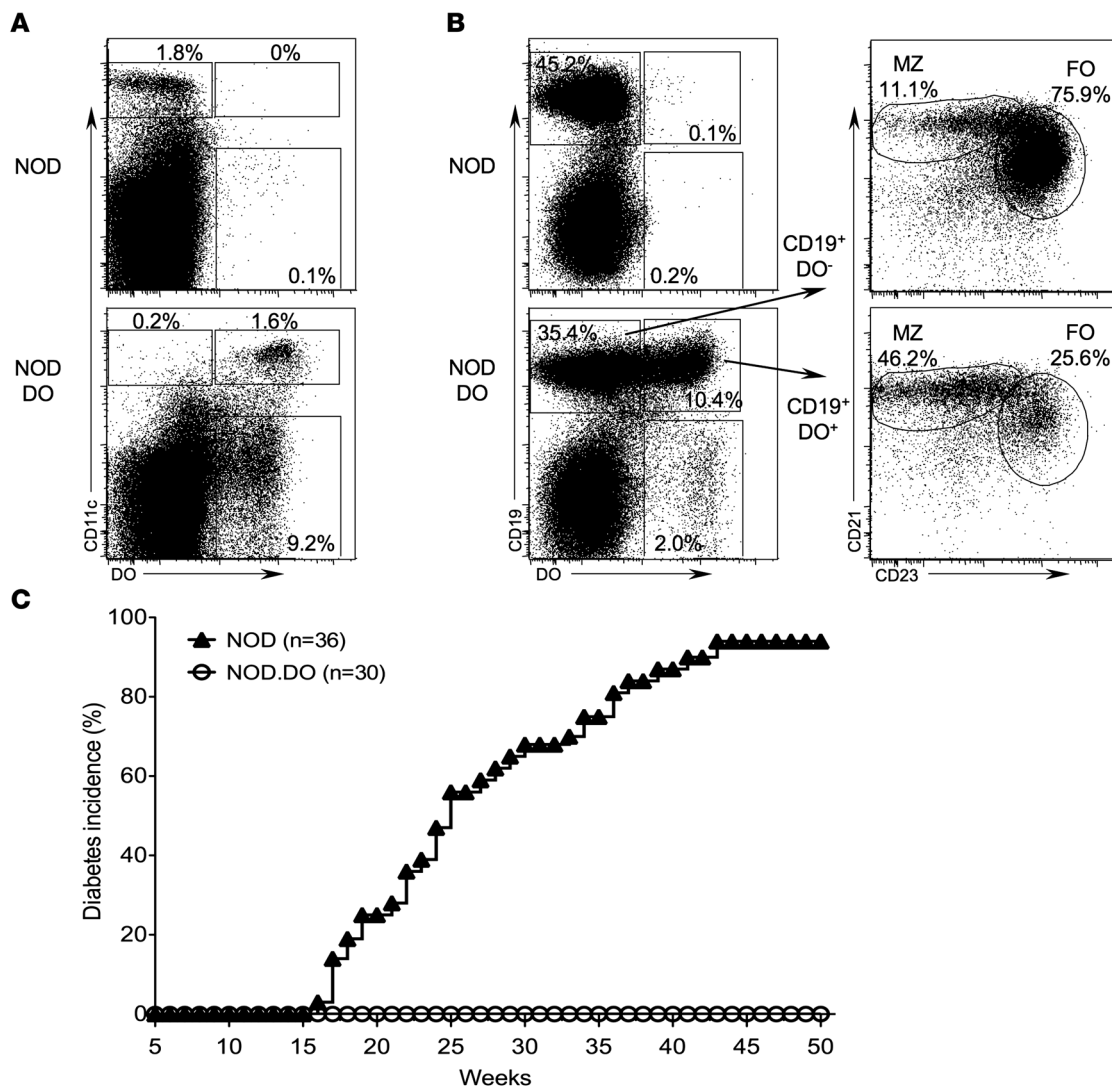 A
1.8%
0%
NOD
0.1%
0.2%
1.6%
NOD
DO
9.2%
CD11c
DO
B
45.2%
NOD
0.1%
0.2%
35.4%
NOD
DO
10.4%
2.0%
CD19
DO
CD19+
DO-
CD19+
DO+
MZ
11.1%
FO
75.9%
MZ
46.2%
FO
25.6%
CD21
CD23
C
100
80
60
40
20
0
NOD (n=36)
NOD.DO (n=30)
Diabetes incidence (%)
5 10 15 20 25 30 35 40 45 50
Weeks